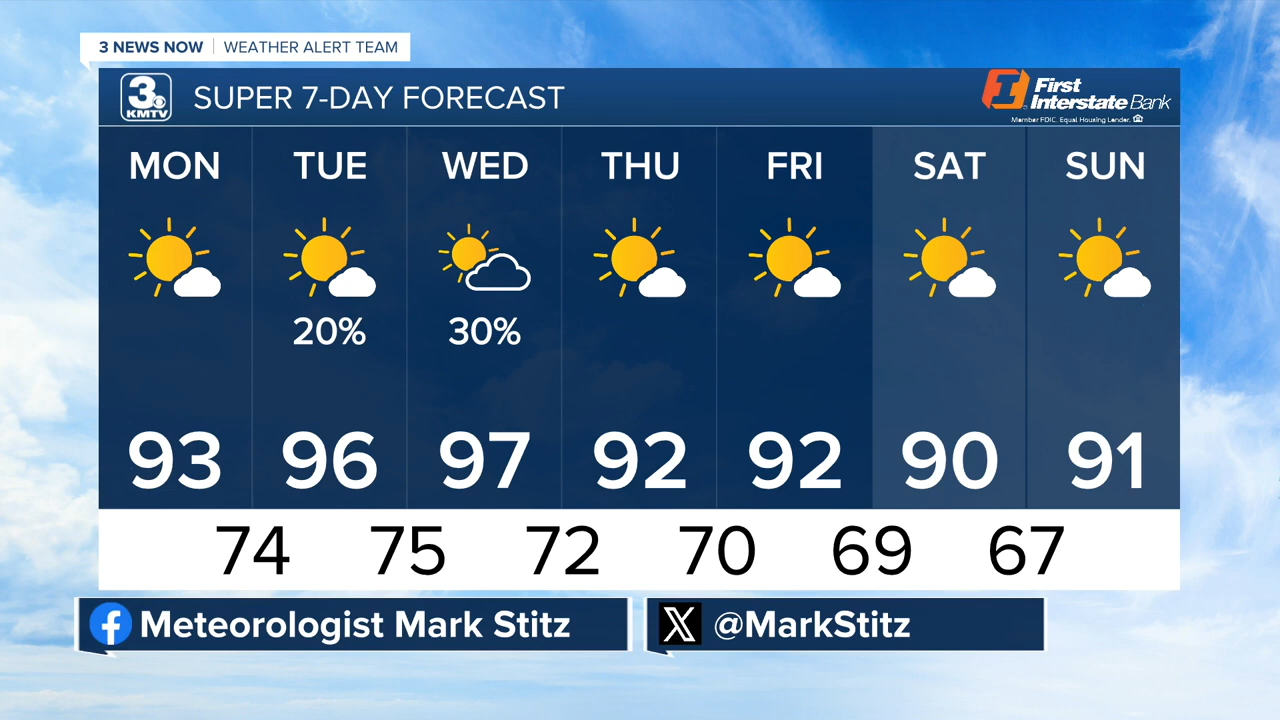 3 NEWS NOW | WEATHER ALERT TEAM
3 KMTV SUPER 7-DAY FORECAST
First Interstate Bank
Member FDIC. Equal Housing Lender.
MON TUE WED THU FRI SAT SUN
20% 30%
93 96 97 92 92 90 91
74 75 72 70 69 67
Meteorologist Mark Stitz @MarkStitz